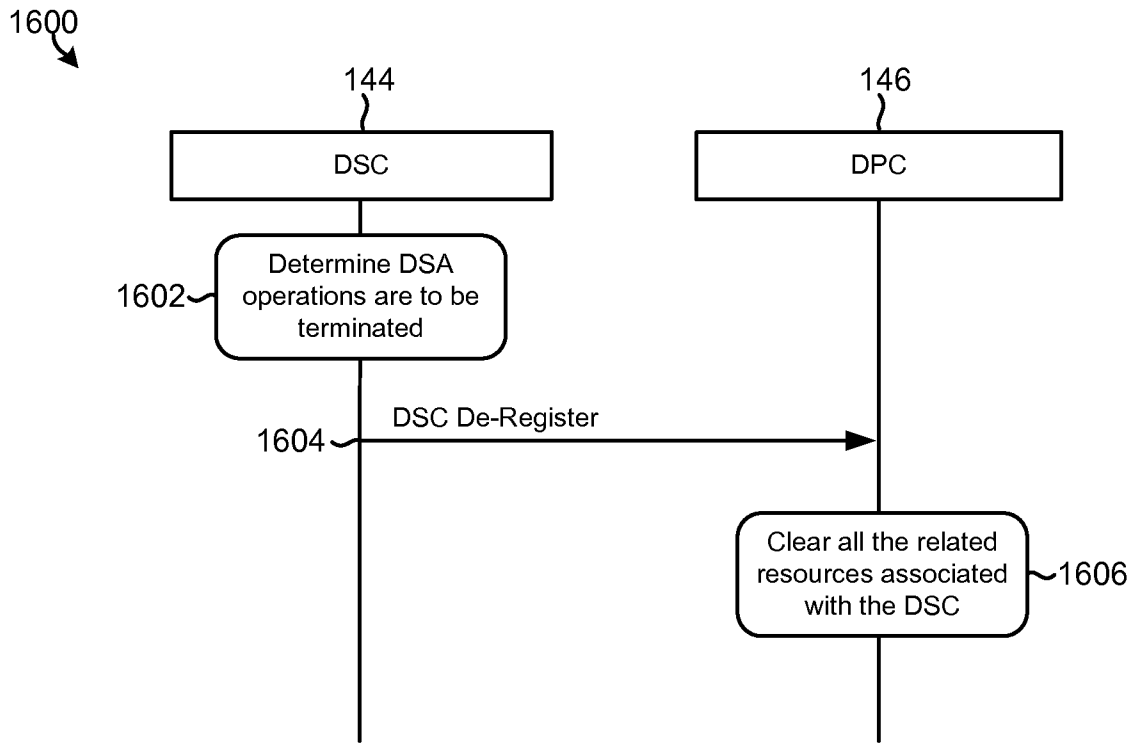 1600
144
146
DSC
DPC
Determine DSA
operations are to be
terminated
1602
DSC De-Register
1604
Clear all the related
resources associated
with the DSC
1606